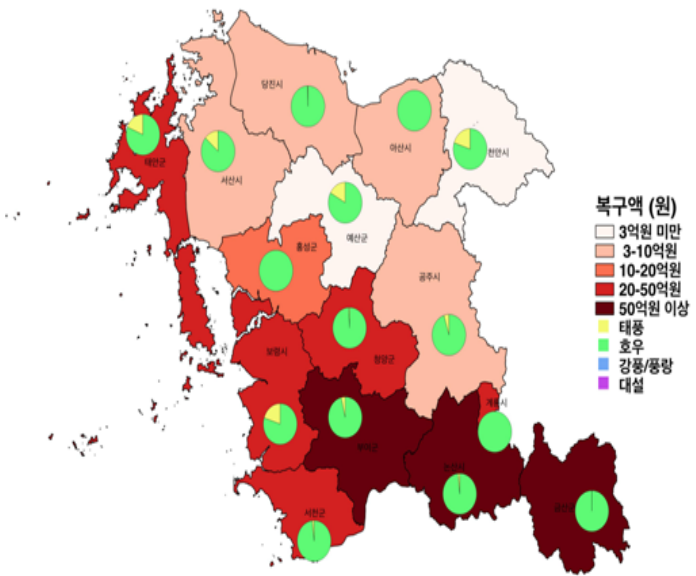 당진시
아산시
천안시
태안군
서산시
예산군
홍성군
공주시
보령시
청양군
계룡시
부여군
논산시
금산군
서천군
복구액 (원)
3억원 미만
3-10억원
10-20억원
20-50억원
50억원 이상
태풍
호우
강풍/풍랑
대설